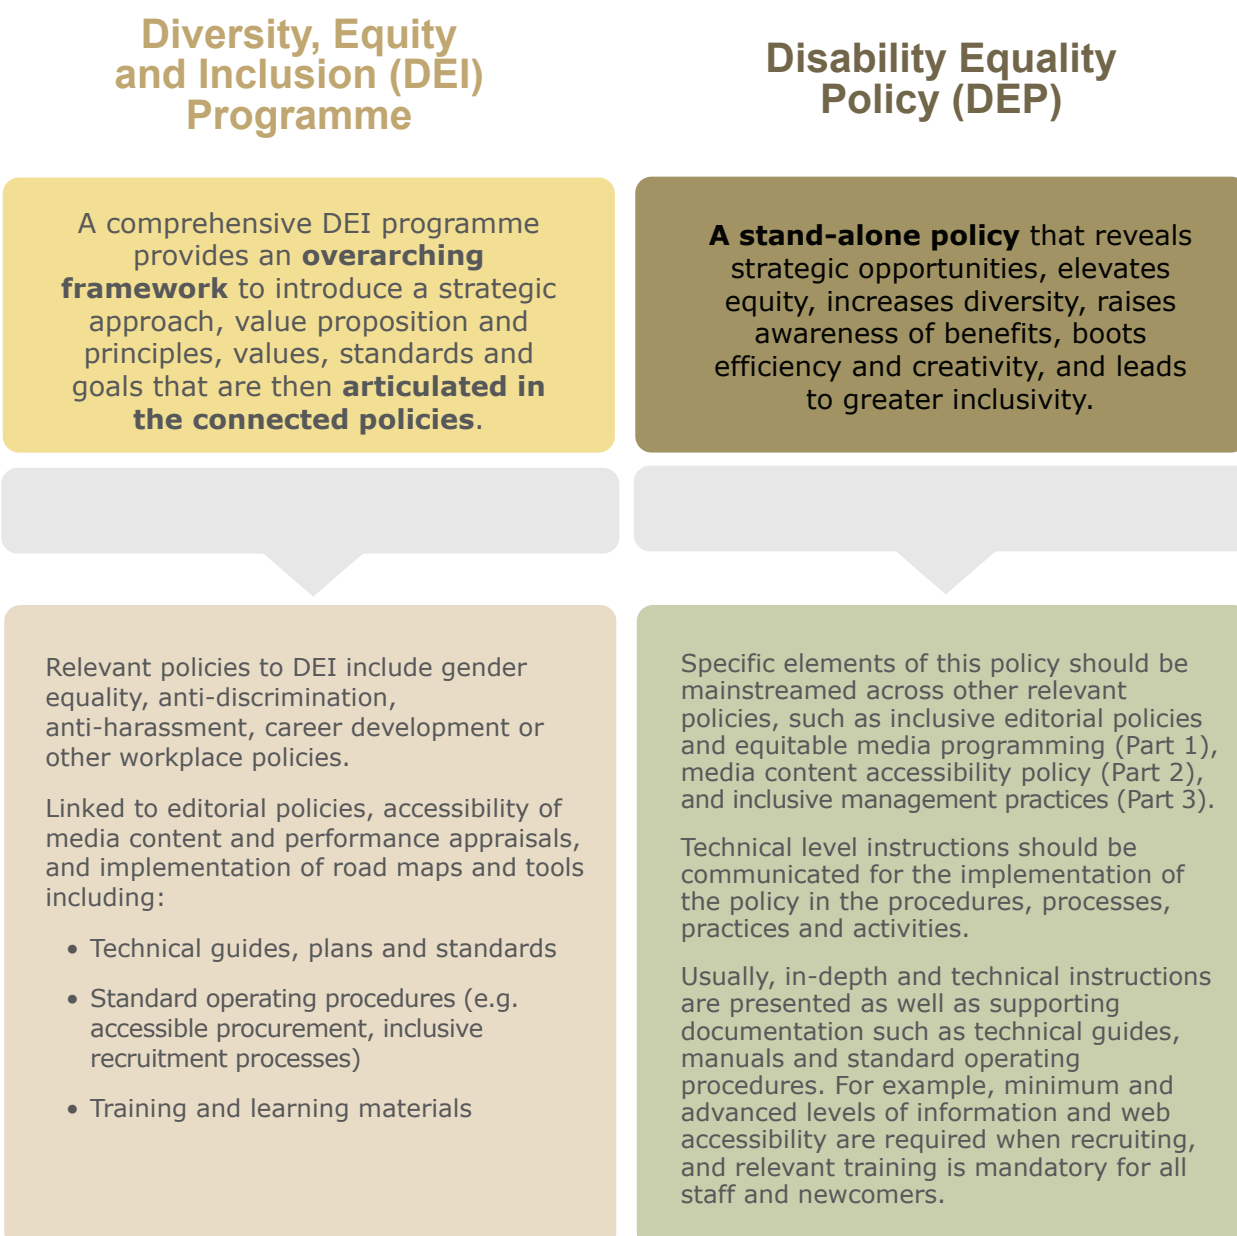 Diversity, Equity
and Inclusion (DEI)
Programme
A comprehensive DEI programme
provides an overarching
framework to introduce a strategic
approach, value proposition and
principles, values, standards and
goals that are then articulated in
the connected policies.
Relevant policies to DEI include gender
equality, anti-discrimination,
anti-harassment, career development or
other workplace policies.
Linked to editorial policies, accessibility of
media content and performance appraisals,
and implementation of road maps and tools
including:
• Technical guides, plans and standards
• Standard operating procedures (e.g.
accessible procurement, inclusive
recruitment processes)
• Training and learning materials
Disability Equality
Policy (DEP)
A stand-alone policy that reveals
strategic opportunities, elevates
equity, increases diversity, raises
awareness of benefits, boots
efficiency and creativity, and leads
to greater inclusivity.
Specific elements of this policy should be
mainstreamed across other relevant
policies, such as inclusive editorial policies
and equitable media programming (Part 1),
media content accessibility policy (Part 2),
and inclusive management practices (Part 3).
Technical level instructions should be
communicated for the implementation of
the policy in the procedures, processes,
practices and activities.
Usually, in-depth and technical instructions
are presented as well as supporting
documentation such as technical guides,
manuals and standard operating
procedures. For example, minimum and
advanced levels of information and web
accessibility are required when recruiting,
and relevant training is mandatory for all
staff and newcomers.